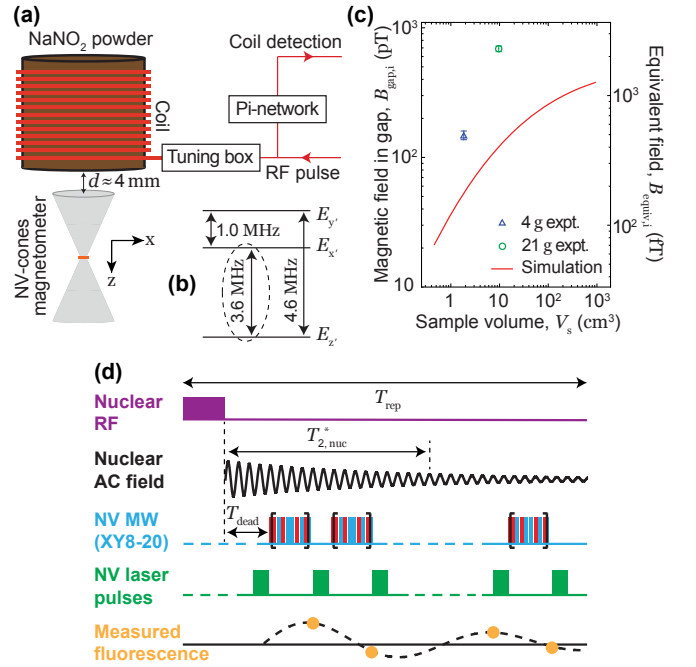 (a)
NaNO2 powder
Coil
Coil detection
Pi-network
Tuning box
RF pulse
d ≈ 4 mm
NV-cones
magnetometer
x
z
(b)
Ey'
1.0 MHz
Ex'
3.6 MHz
4.6 MHz
Ez'
(c)
Magnetic field in gap, Bgap,i (pT)
10³
10²
10
Equivalent field, Bequiv,i (fT)
10³
10²
4 g expt.
21 g expt.
Simulation
1 10 10² 10³
Sample volume, Vs (cm³)
(d)
Trep
Nuclear
RF
T*2, nuc
Nuclear
AC field
Tdead
NV MW
(XY8-20)
NV laser
pulses
Measured
fluorescence